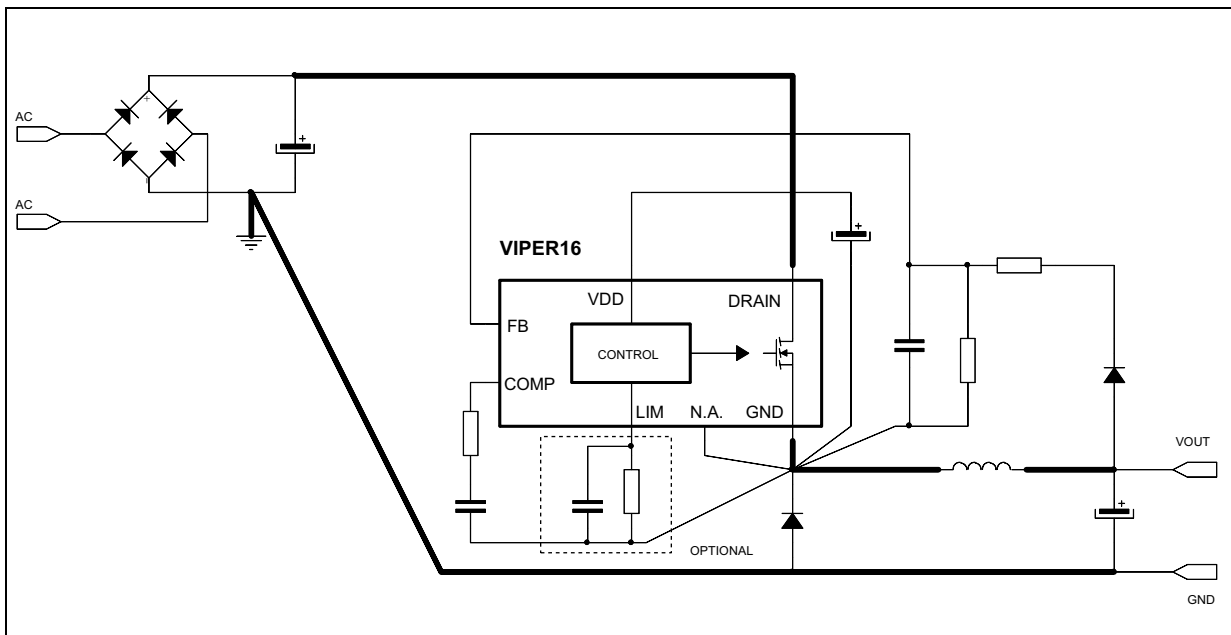 AC
AC
VIPER16
VDD
DRAIN
FB
CONTROL
COMP
LIM
N.A.
GND
VOUT
OPTIONAL
GND